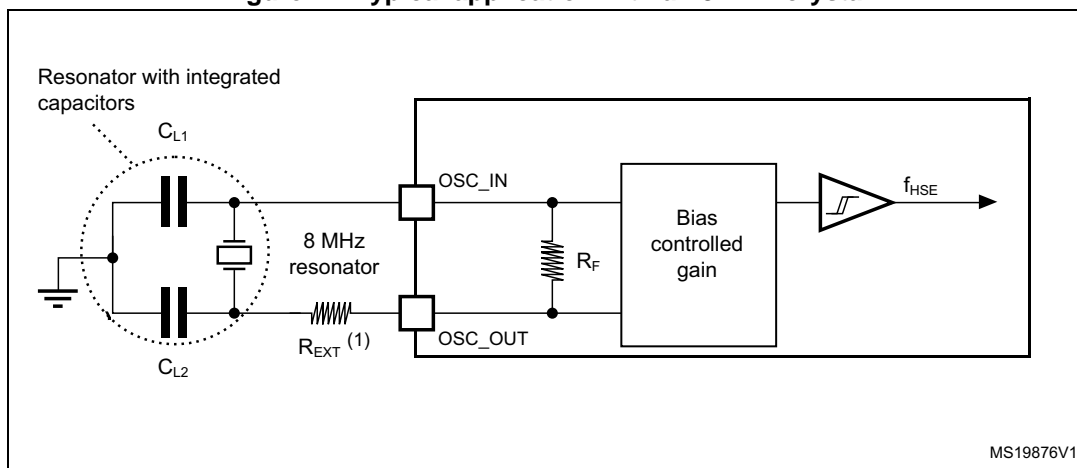 Resonator with integrated
capacitors
CL1
OSC_IN
fHSE
8 MHz
resonator
RF
Bias
controlled
gain
REXT (1)
OSC_OUT
CL2
MS19876V1